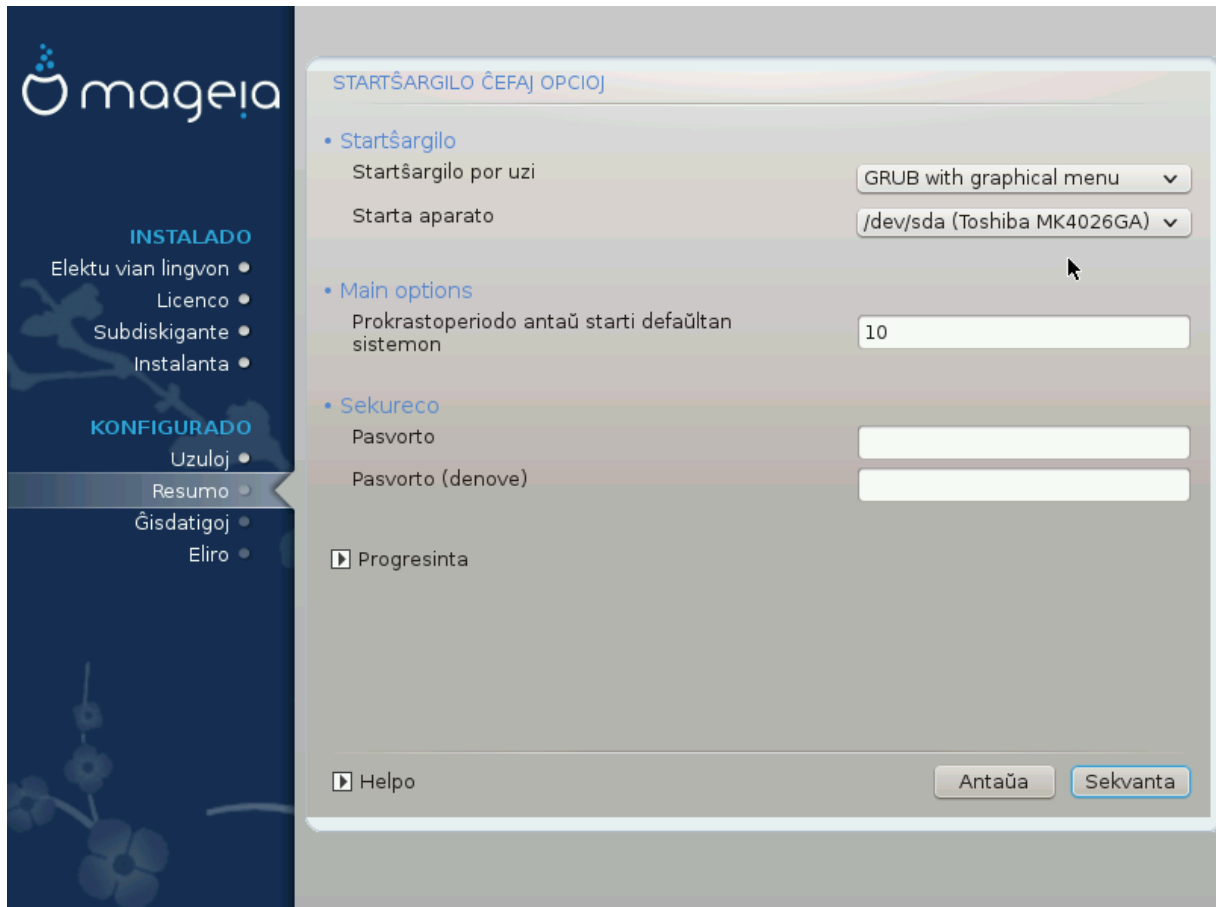 mageia
INSTALADO
Elektu vian lingvon
Licenco
Subdiskigante
Instalanta
KONFIGURADO
Uzuloj
Resumo
Ĝisdatigoj
Eliro
STARTŜARGILO ĈEFAJ OPCIOJ
• Startŝargilo
Startŝargilo por uzi
GRUB with graphical menu
Starta aparato
/dev/sda (Toshiba MK4026GA)
• Main options
Prokrastoperiodo antaŭ starti defaŭltan
sistemon
10
• Sekureco
Pasvorto
Pasvorto (denove)
Progresinta
Helpo
Antaŭa
Sekvanta